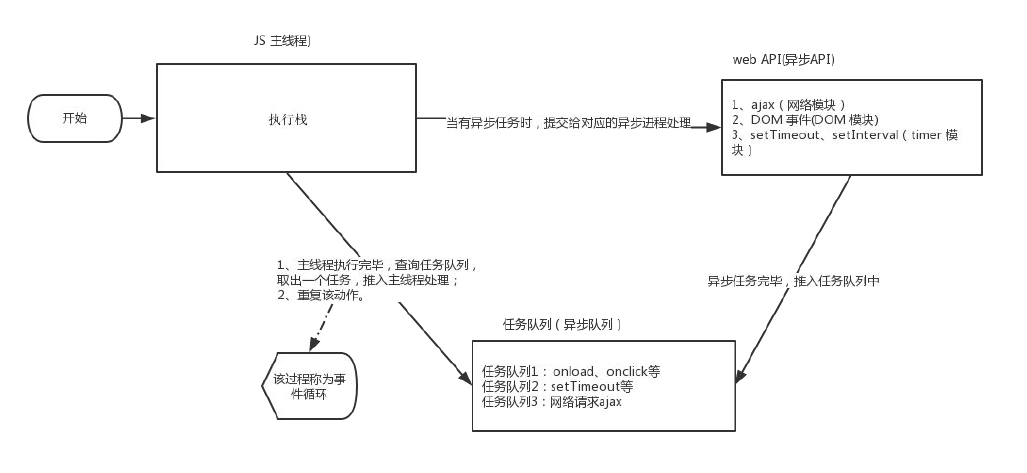 JS 主线程)
web API(异步API)
开始
执行栈
当有异步任务时，提交给对应的异步进程处理
1、ajax（网络模块）
2、DOM 事件(DOM 模块)
3、setTimeout、setInterval（timer 模
块）
1、主线程执行完毕，查询任务队列，
取出一个任务，推入主线程处理；
2、重复该动作。
异步任务完毕，推入任务队列中
任务队列（异步队列）
任务队列1：onload、onclick等
任务队列2：setTimeout等
任务队列3：网络请求ajax
该过程称为事
件循环